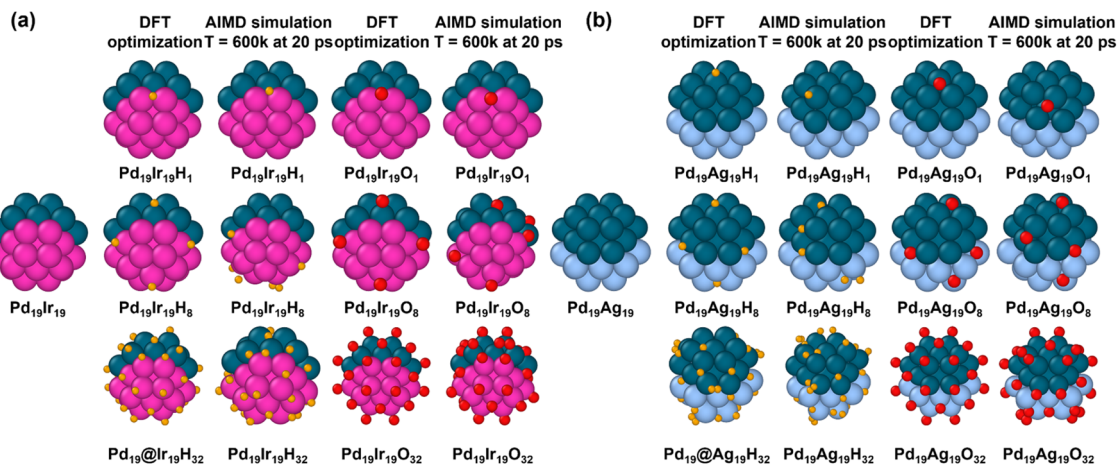 (a)
DFT optimization
AIMD simulation T = 600k at 20 ps
DFT optimization
AIMD simulation T = 600k at 20 ps
Pd₁₉Ir₁₉H₁
Pd₁₉Ir₁₉H₁
Pd₁₉Ir₁₉O₁
Pd₁₉Ir₁₉O₁
Pd₁₉Ir₁₉
Pd₁₉Ir₁₉H₈
Pd₁₉Ir₁₉H₈
Pd₁₉Ir₁₉O₈
Pd₁₉Ir₁₉O₈
Pd₁₉@Ir₁₉H₃₂
Pd₁₉Ir₁₉H₃₂
Pd₁₉Ir₁₉O₃₂
Pd₁₉Ir₁₉O₃₂
(b)
DFT optimization
AIMD simulation T = 600k at 20 ps
DFT optimization
AIMD simulation T = 600k at 20 ps
Pd₁₉Ag₁₉H₁
Pd₁₉Ag₁₉H₁
Pd₁₉Ag₁₉O₁
Pd₁₉Ag₁₉O₁
Pd₁₉Ag₁₉
Pd₁₉Ag₁₉H₈
Pd₁₉Ag₁₉H₈
Pd₁₉Ag₁₉O₈
Pd₁₉Ag₁₉O₈
Pd₁₉@Ag₁₉H₃₂
Pd₁₉Ag₁₉H₃₂
Pd₁₉Ag₁₉O₃₂
Pd₁₉Ag₁₉O₃₂